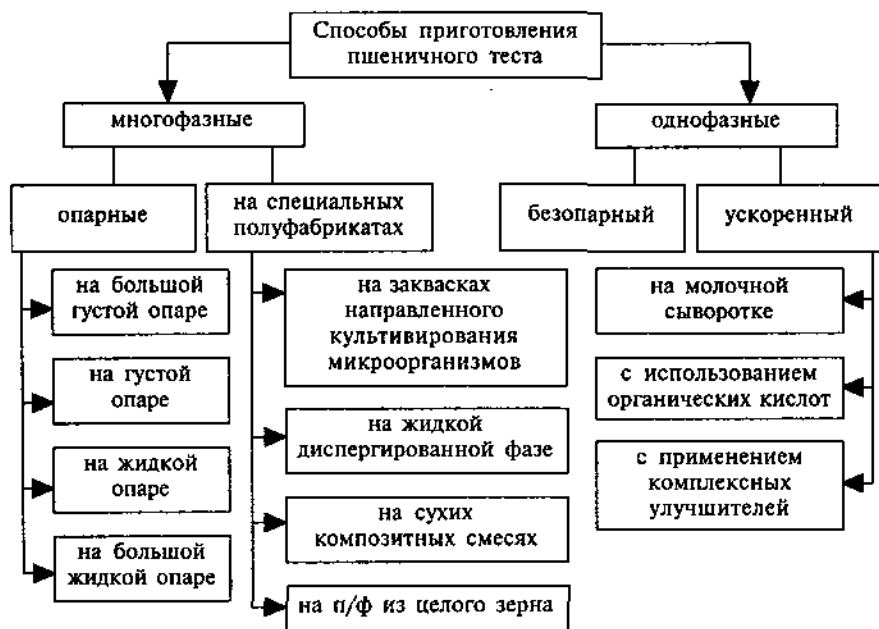 Способы приготовления
пшеничного теста
многофазные
однофазные
опарные
на специальных
полуфабрикатах
безопарный
ускоренный
на большой
густой опаре
на густой
опаре
на жидкой
опаре
на большой
жидкой опаре
на заквасках
направленного
культивирования
микроорганизмов
на жидкой
диспергированной фазе
на сухих
композитных смесях
на п/ф из целого зерна
на молочной
сыворотке
с использованием
органических кислот
с применением
комплексных
улучшителей